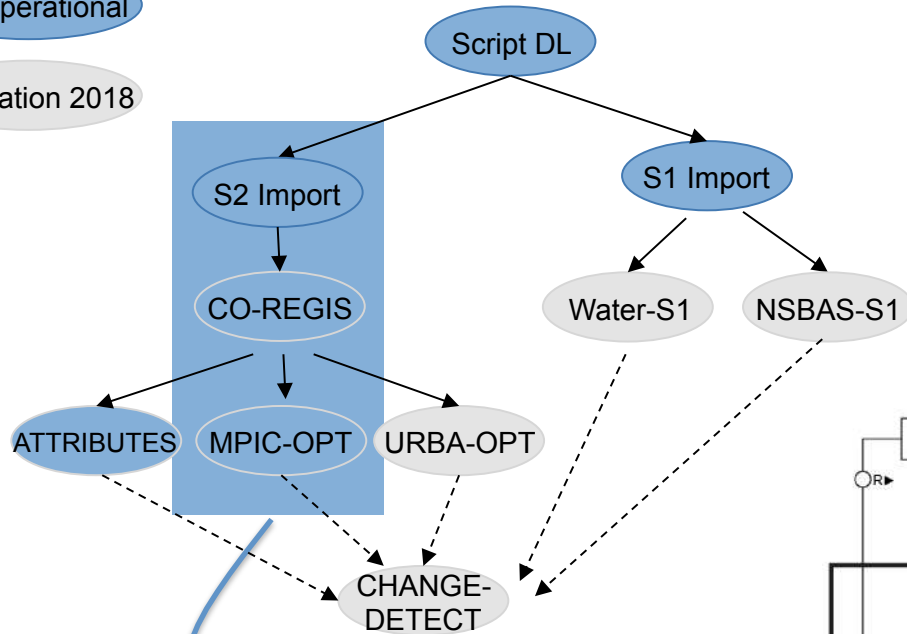 perational
Script DL
ation 2018
S2 Import
S1 Import
CO-REGIS
Water-S1
NSBAS-S1
ATTRIBUTES
MPIC-OPT
URBA-OPT
R
CHANGE-
DETECT